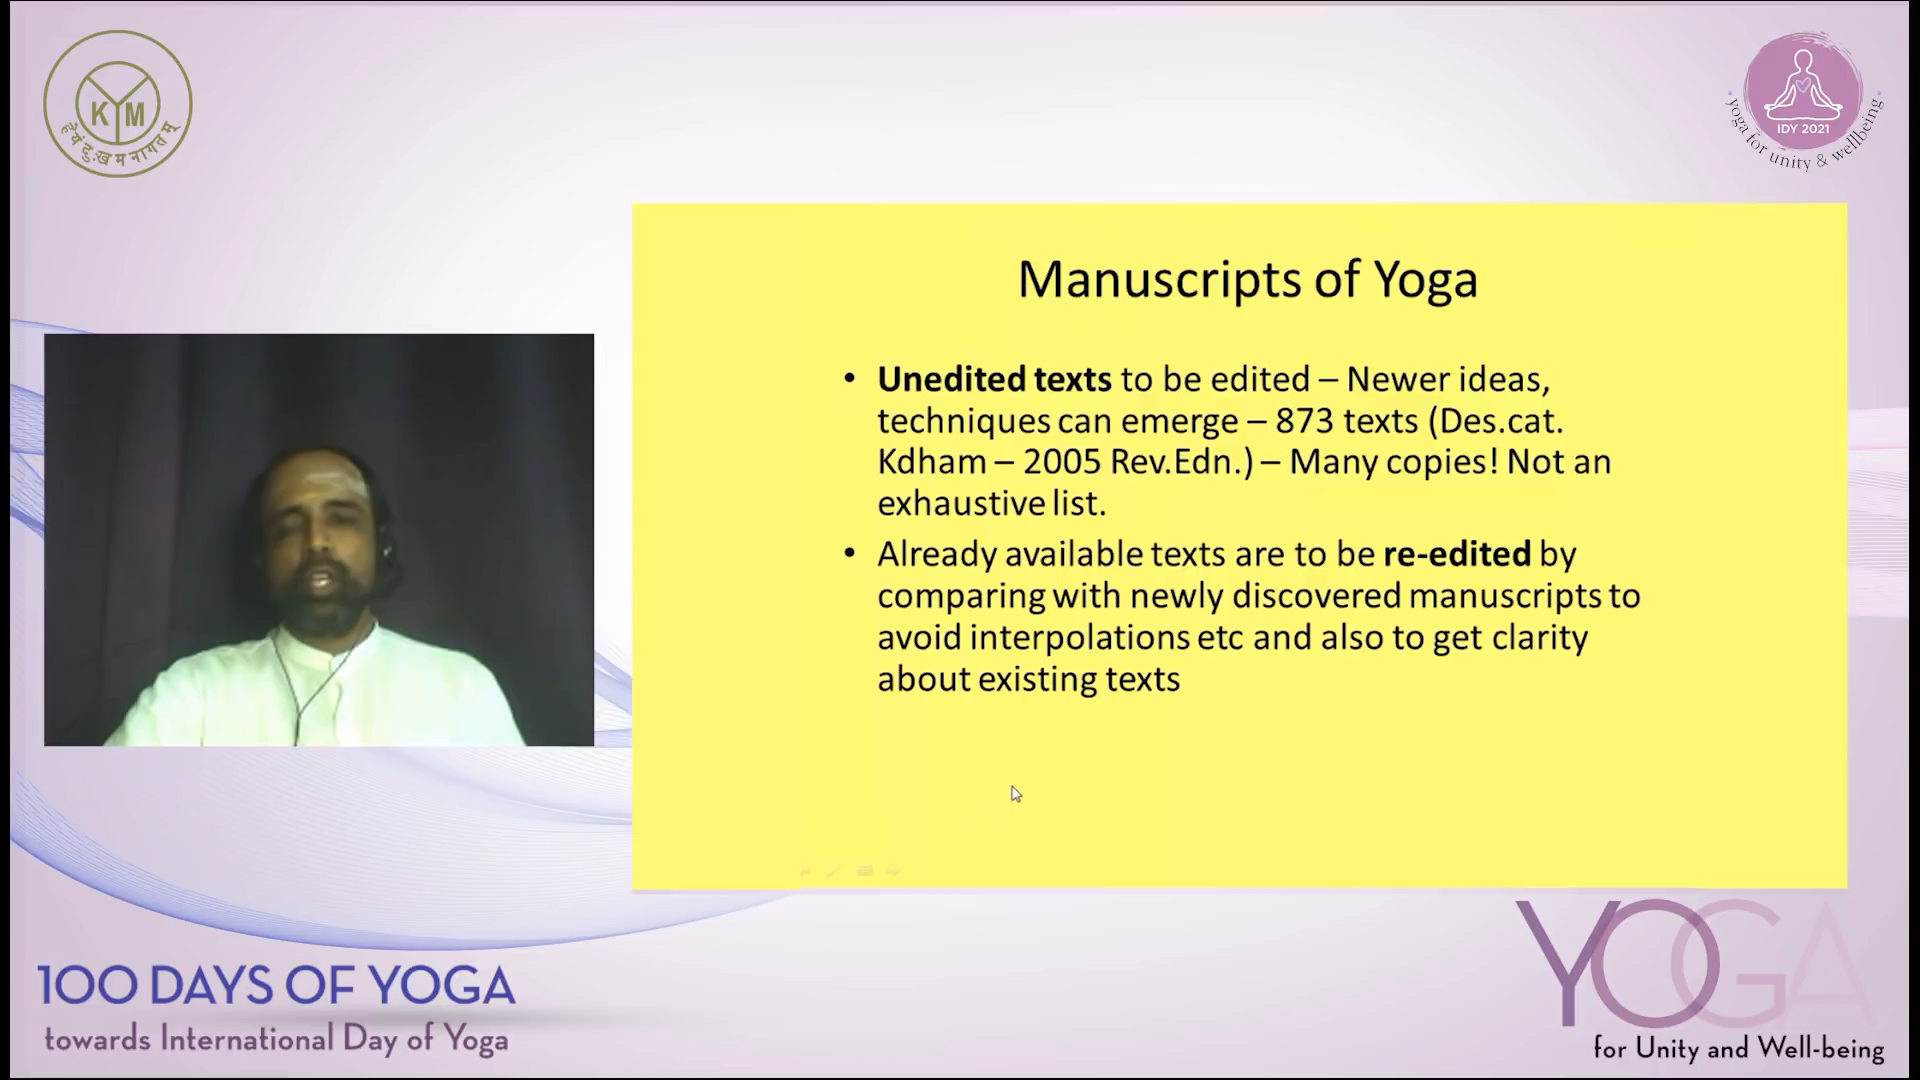 KYM
हेयं दुःखमनागतम्
IDY 2021
yoga for unity & wellbeing
Manuscripts of Yoga
• Unedited texts to be edited – Newer ideas,
techniques can emerge – 873 texts (Des.cat.
Kdham – 2005 Rev.Edn.) – Many copies! Not an
exhaustive list.
• Already available texts are to be re-edited by
comparing with newly discovered manuscripts to
avoid interpolations etc and also to get clarity
about existing texts
100 DAYS OF YOGA
towards International Day of Yoga
YOGA
for Unity and Well-being